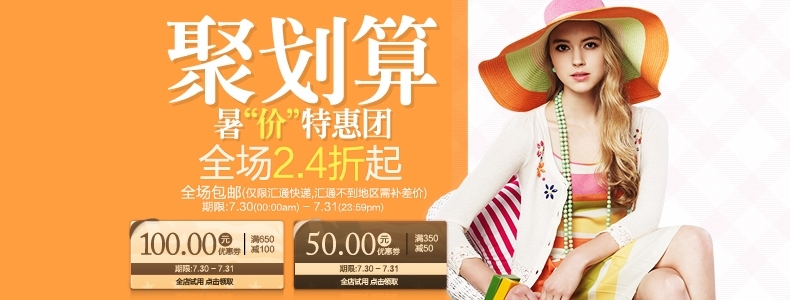 聚划算
暑“价”特惠团
全场2.4折起
全场包邮(仅限汇通快递,汇通不到地区需补差价)
期限:7.30(00:00am) - 7.31(23:59pm)
100.00元 优惠券 满650 减100
期限:7.30 - 7.31
全店试用 点击领取
50.00元 优惠券 满350 减50
期限:7.30 - 7.31
全店试用 点击领取